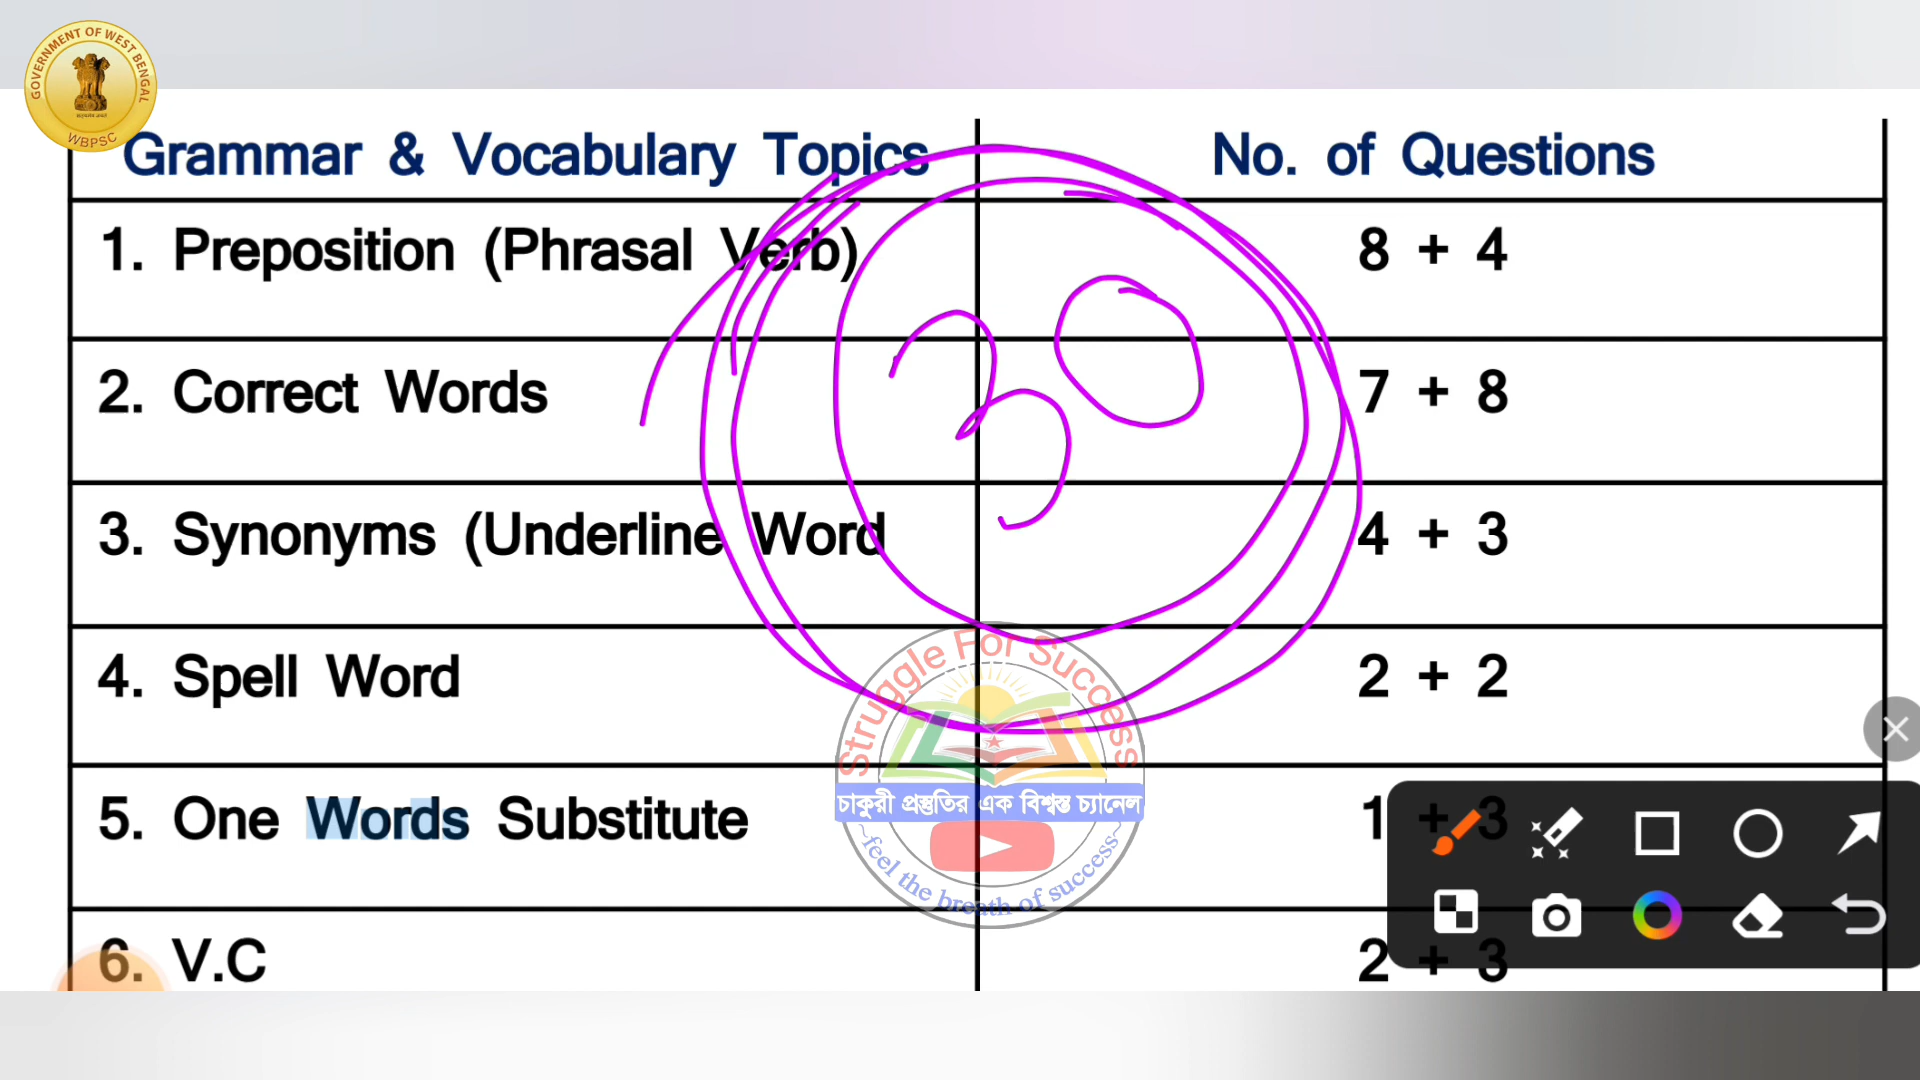 GOVERNMENT OF WEST BENGAL
WBPSC
Grammar & Vocabulary Topics No. of Questions
1. Preposition (Phrasal Verb) 8 + 4
2. Correct Words 7 + 8
3. Synonyms (Underline Word 4 + 3
4. Spell Word 2 + 2
5. One Words Substitute 1 + 3
6. V.C 2 + 3
30
Struggle For Success
চাকুরী প্রস্তুতির এক বিশ্বস্ত চ্যানেল
~feel the breath of success~